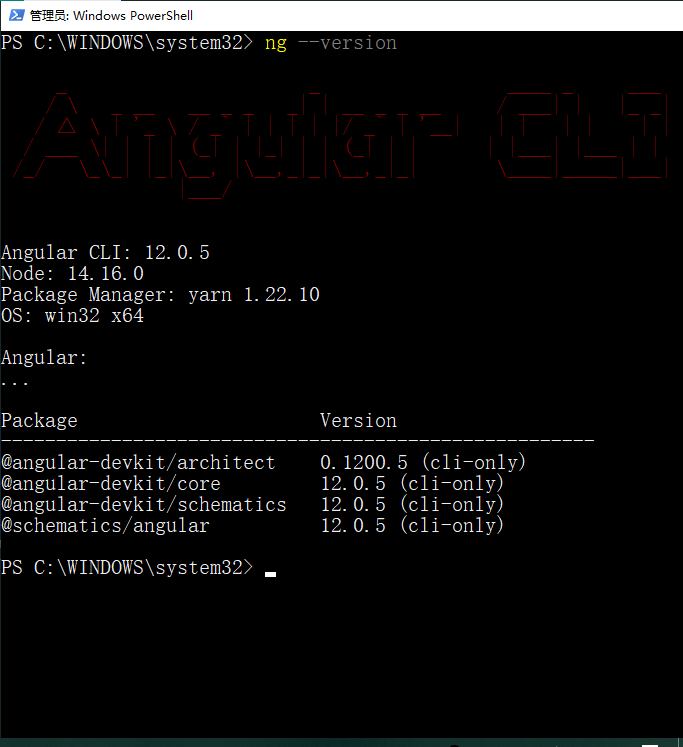 管理员: Windows PowerShell
PS C:\WINDOWS\system32> ng --version
Angular CLI
Angular CLI: 12.0.5
Node: 14.16.0
Package Manager: yarn 1.22.10
OS: win32 x64
Angular:
...
Package Version
------------------------------------------------------
@angular-devkit/architect 0.1200.5 (cli-only)
@angular-devkit/core 12.0.5 (cli-only)
@angular-devkit/schematics 12.0.5 (cli-only)
@schematics/angular 12.0.5 (cli-only)
PS C:\WINDOWS\system32>